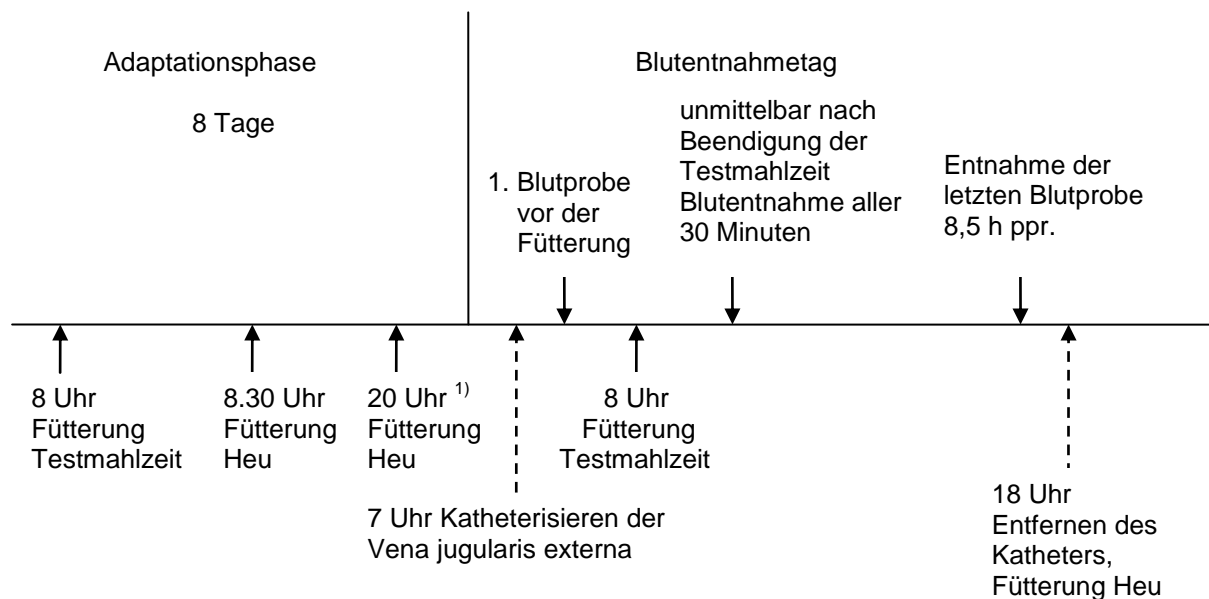 Adaptationsphase
8 Tage
Blutentnahmetag
1. Blutprobe
vor der
Fütterung
unmittelbar nach
Beendigung der
Testmahlzeit
Blutentnahme aller
30 Minuten
Entnahme der
letzten Blutprobe
8,5 h ppr.
8 Uhr
Fütterung
Testmahlzeit
8.30 Uhr
Fütterung
Heu
20 Uhr 1)
Fütterung
Heu
7 Uhr Katheterisieren der
Vena jugularis externa
8 Uhr
Fütterung
Testmahlzeit
18 Uhr
Entfernen des
Katheters,
Fütterung Heu